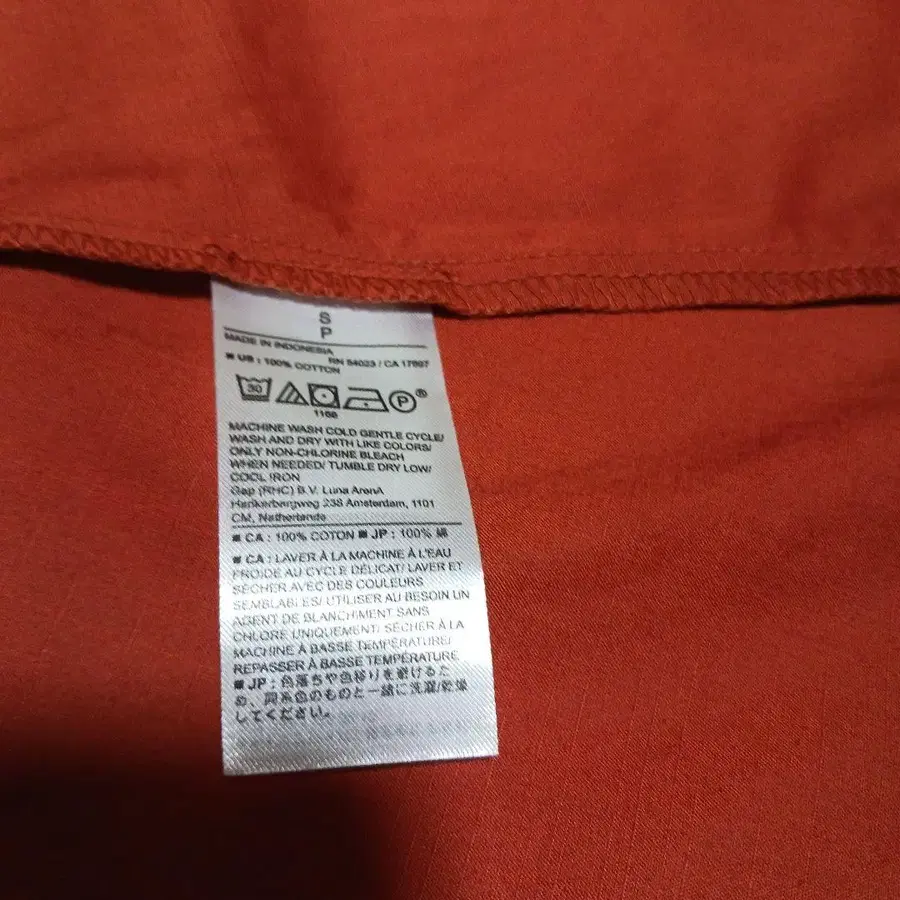 S
P
MADE IN INDONESIA
RN 54023 / CA 17897
■ US : 100% COTTON
30
P®
1166
MACHINE WASH COLD GENTLE CYCLE/
WASH AND DRY WITH LIKE COLORS/
ONLY NON-CHLORINE BLEACH
WHEN NEEDED/ TUMBLE DRY LOW/
COOL IRON
Gap (RHC) B.V. Luna ArenA
Herikerbergweg 238 Amsterdam, 1101
CM, Netherlands
■ CA : 100% COTON ■ JP : 100% 綿
■ CA : LAVER À LA MACHINE À L'EAU
FROIDE AU CYCLE DÉLICAT/ LAVER ET
SÉCHER AVEC DES COULEURS
SEMBLABLES/ UTILISER AU BESOIN UN
AGENT DE BLANCHIMENT SANS
CHLORE UNIQUEMENT/ SÉCHER À LA
MACHINE À BASSE TEMPÉRATURE/
REPASSER À BASSE TEMPÉRATURE
■ JP : 色落ちや色移りを避けるた
め、同系色のものと一緒に洗濯/乾燥
してください。